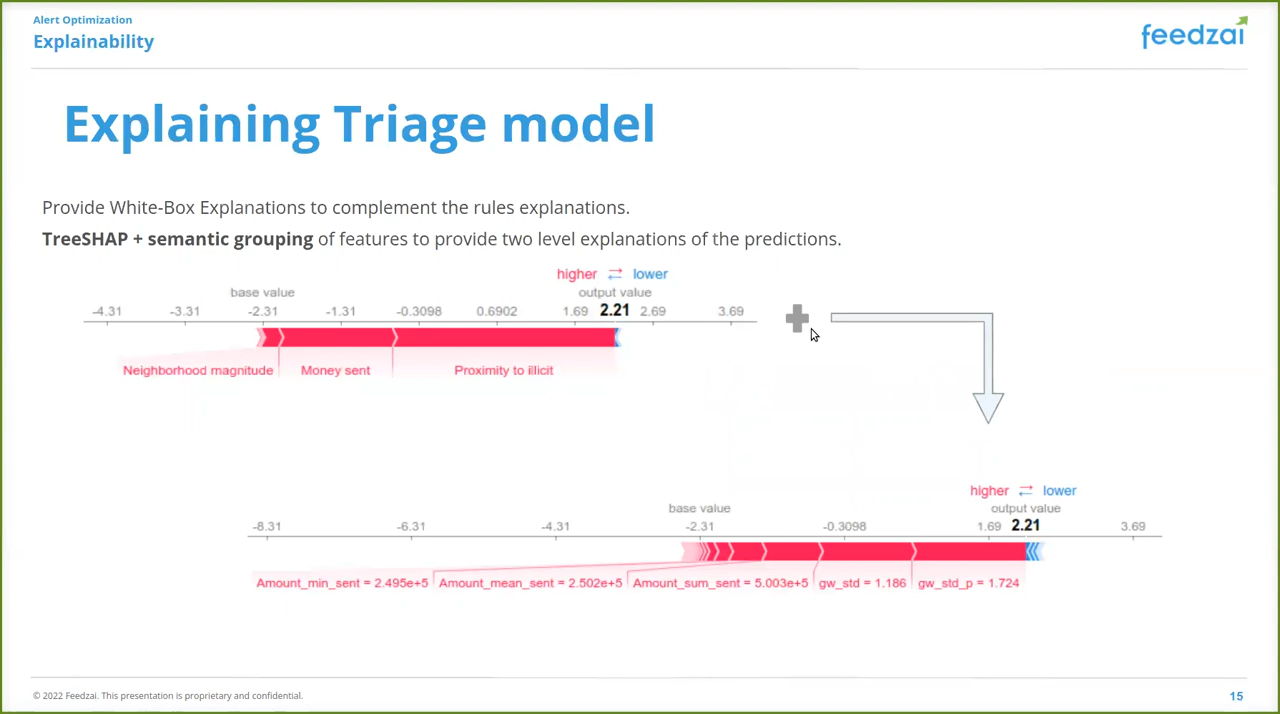 Alert Optimization
Explainability
feedzai
Explaining Triage model
Provide White-Box Explanations to complement the rules explanations.
TreeSHAP + semantic grouping of features to provide two level explanations of the predictions.
higher lower
base value output value
-4.31 -3.31 -2.31 -1.31 -0.3098 0.6902 1.69 2.21 2.69 3.69
Neighborhood magnitude Money sent Proximity to illicit
higher lower
base value output value
-8.31 -6.31 -4.31 -2.31 -0.3098 1.69 2.21 3.69
Amount_min_sent = 2.495e+5 Amount_mean_sent = 2.502e+5 Amount_sum_sent = 5.003e+5 gw_std = 1.186 gw_std_p = 1.724
© 2022 Feedzai. This presentation is proprietary and confidential.
15